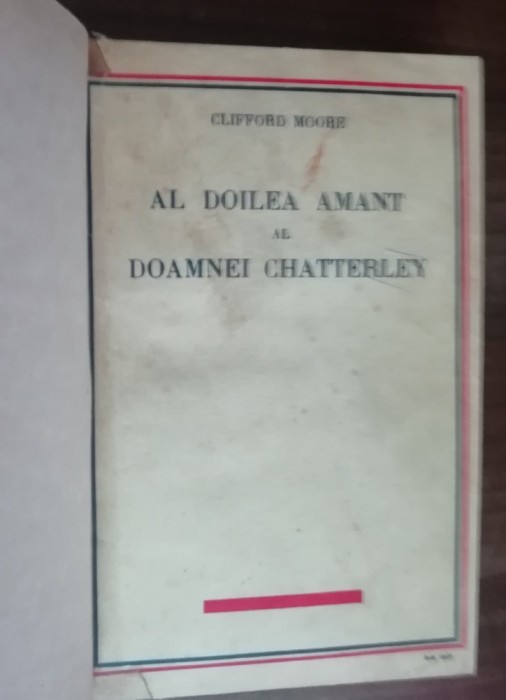 CLIFFORD MOORE
AL DOILEA AMANT
AL
DOAMNEI CHATTERLEY